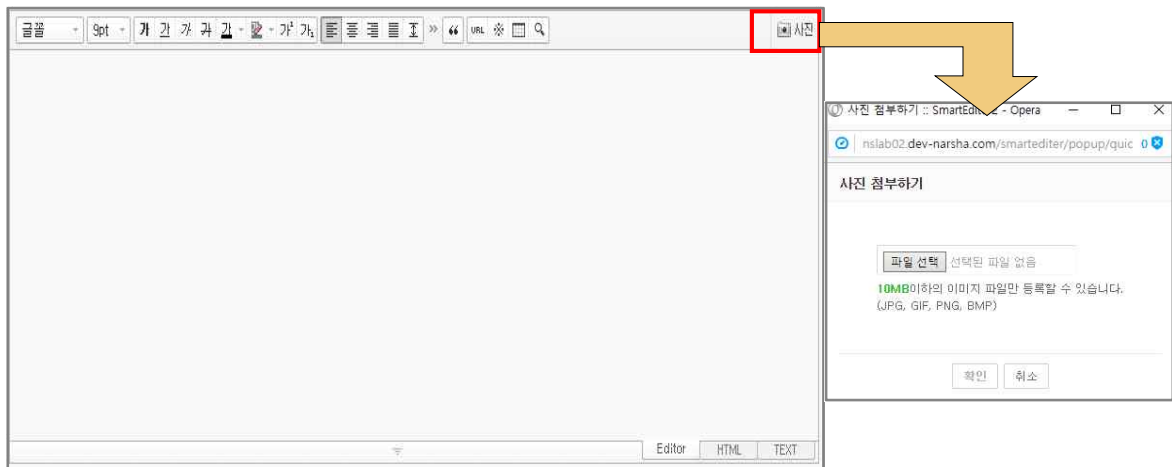 글꼴 9pt 가 가 가 가 가 가 가 URL 사진
사진 첨부하기 :: SmartEditor2 - Opera
nslab02.dev-narsha.com/smartediter/popup/quic 0
사진 첨부하기
파일 선택 선택된 파일 없음
10MB이하의 이미지 파일만 등록할 수 있습니다.
(JPG, GIF, PNG, BMP)
확인 취소
Editor HTML TEXT